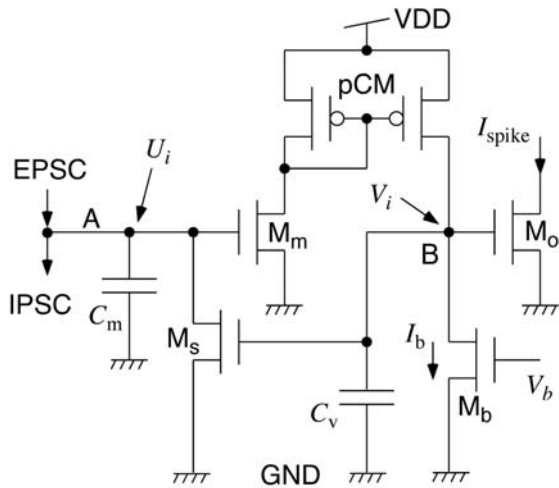 VDD
pCM
I_spike
EPSC
U_i
A
V_i
M_m
B
M_o
IPSC
C_m
M_s
I_b
V_b
C_v
M_b
GND